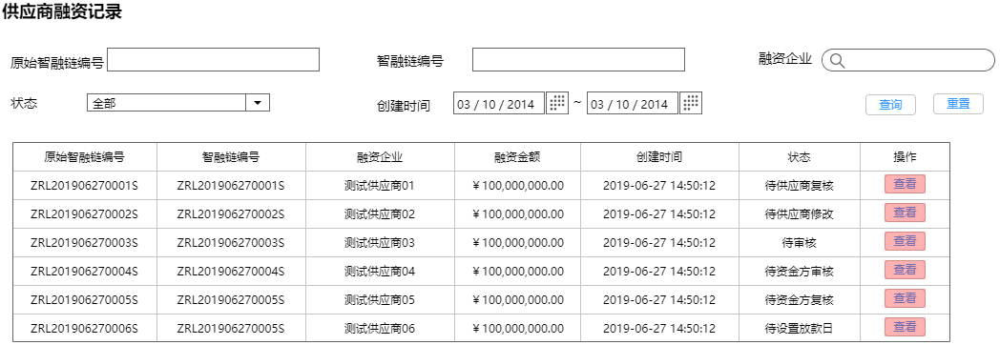 供应商融资记录
原始智融链编号 智融链编号 融资企业
状态 全部 创建时间 03 / 10 / 2014 ~ 03 / 10 / 2014 查询 重置
原始智融链编号 智融链编号 融资企业 融资金额 创建时间 状态 操作
ZRL201906270001S ZRL201906270001S 测试供应商01 ￥100,000,000.00 2019-06-27 14:50:12 待供应商复核 查看
ZRL201906270002S ZRL201906270002S 测试供应商02 ￥100,000,000.00 2019-06-27 14:50:12 待供应商修改 查看
ZRL201906270003S ZRL201906270003S 测试供应商03 ￥100,000,000.00 2019-06-27 14:50:12 待审核 查看
ZRL201906270004S ZRL201906270004S 测试供应商04 ￥100,000,000.00 2019-06-27 14:50:12 待资金方审核 查看
ZRL201906270005S ZRL201906270005S 测试供应商05 ￥100,000,000.00 2019-06-27 14:50:12 待资金方复核 查看
ZRL201906270006S ZRL201906270005S 测试供应商06 ￥100,000,000.00 2019-06-27 14:50:12 待设置放款日 查看